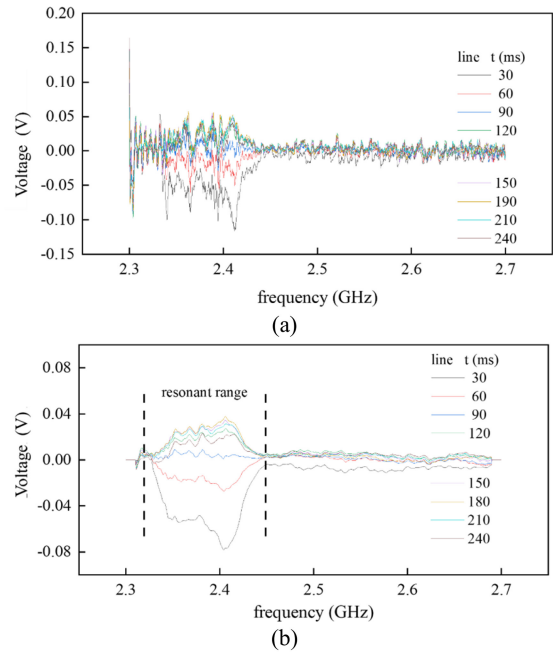 0.20
0.15
0.10
0.05
0.00
-0.05
-0.10
-0.15
Voltage (V)
line t (ms)
30
60
90
120
150
190
210
240
2.3 2.4 2.5 2.6 2.7
frequency (GHz)
(a)
0.08
0.04
0.00
-0.04
-0.08
Voltage (V)
resonant range
line t (ms)
30
60
90
120
150
180
210
240
2.3 2.4 2.5 2.6 2.7
frequency (GHz)
(b)